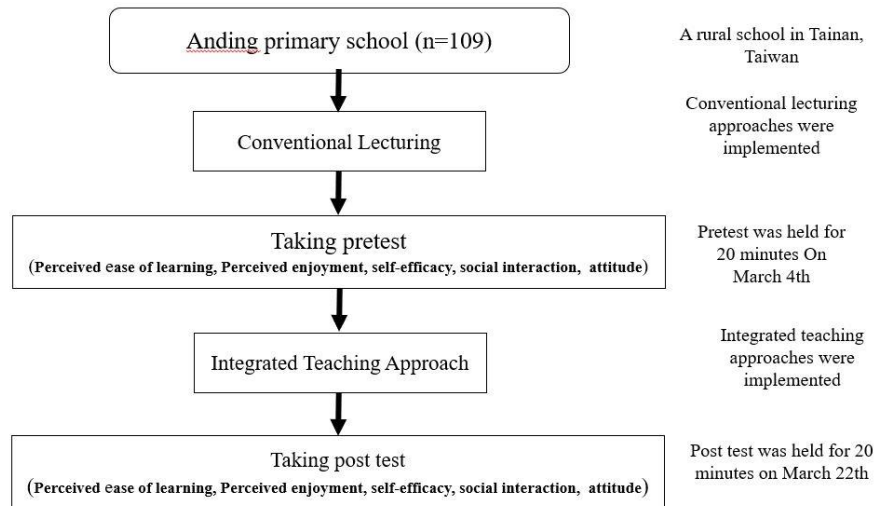 Anding primary school (n=109)
A rural school in Tainan,
Taiwan
Conventional Lecturing
Conventional lecturing
approaches were
implemented
Taking pretest
(Perceived ease of learning, Perceived enjoyment, self-efficacy, social interaction, attitude)
Pretest was held for
20 minutes On
March 4th
Integrated Teaching Approach
Integrated teaching
approaches were
implemented
Taking post test
(Perceived ease of learning, Perceived enjoyment, self-efficacy, social interaction, attitude)
Post test was held for 20
minutes on March 22th